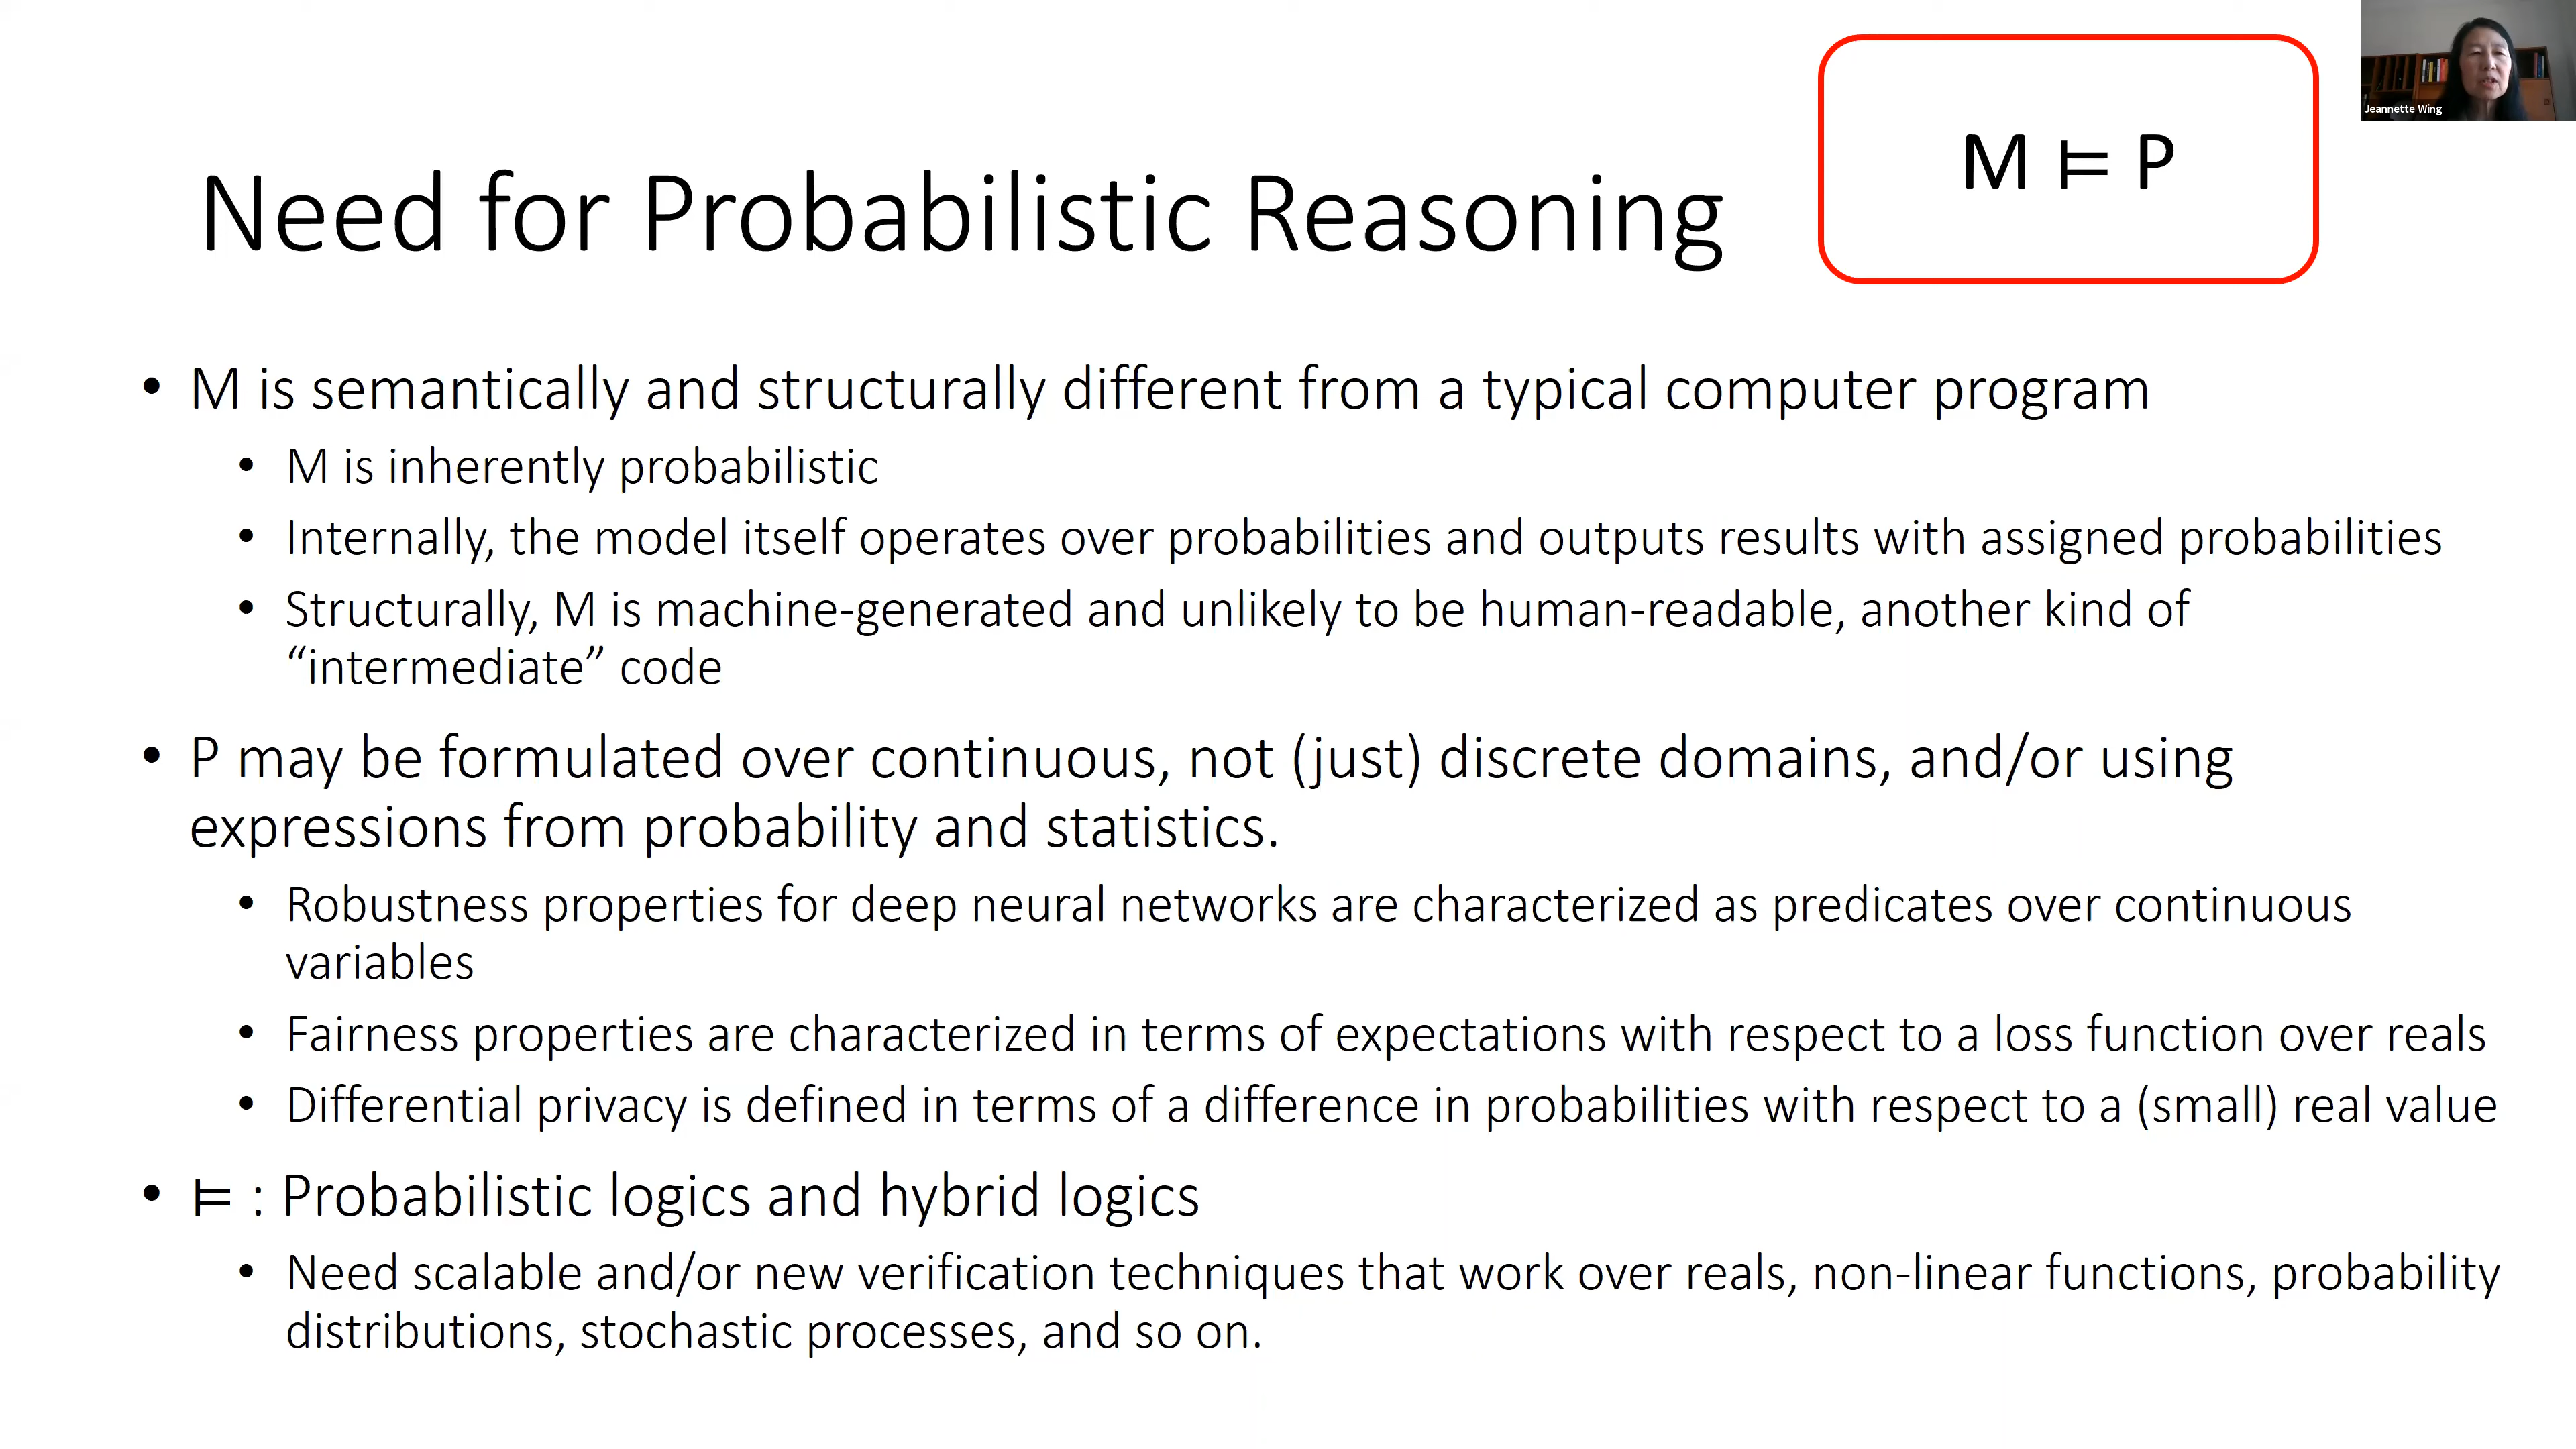 Jeannette Wing
M ⊨ P
Need for Probabilistic Reasoning
• M is semantically and structurally different from a typical computer program
• M is inherently probabilistic
• Internally, the model itself operates over probabilities and outputs results with assigned probabilities
• Structurally, M is machine-generated and unlikely to be human-readable, another kind of
“intermediate” code
• P may be formulated over continuous, not (just) discrete domains, and/or using
expressions from probability and statistics.
• Robustness properties for deep neural networks are characterized as predicates over continuous
variables
• Fairness properties are characterized in terms of expectations with respect to a loss function over reals
• Differential privacy is defined in terms of a difference in probabilities with respect to a (small) real value
• ⊨ : Probabilistic logics and hybrid logics
• Need scalable and/or new verification techniques that work over reals, non-linear functions, probability
distributions, stochastic processes, and so on.